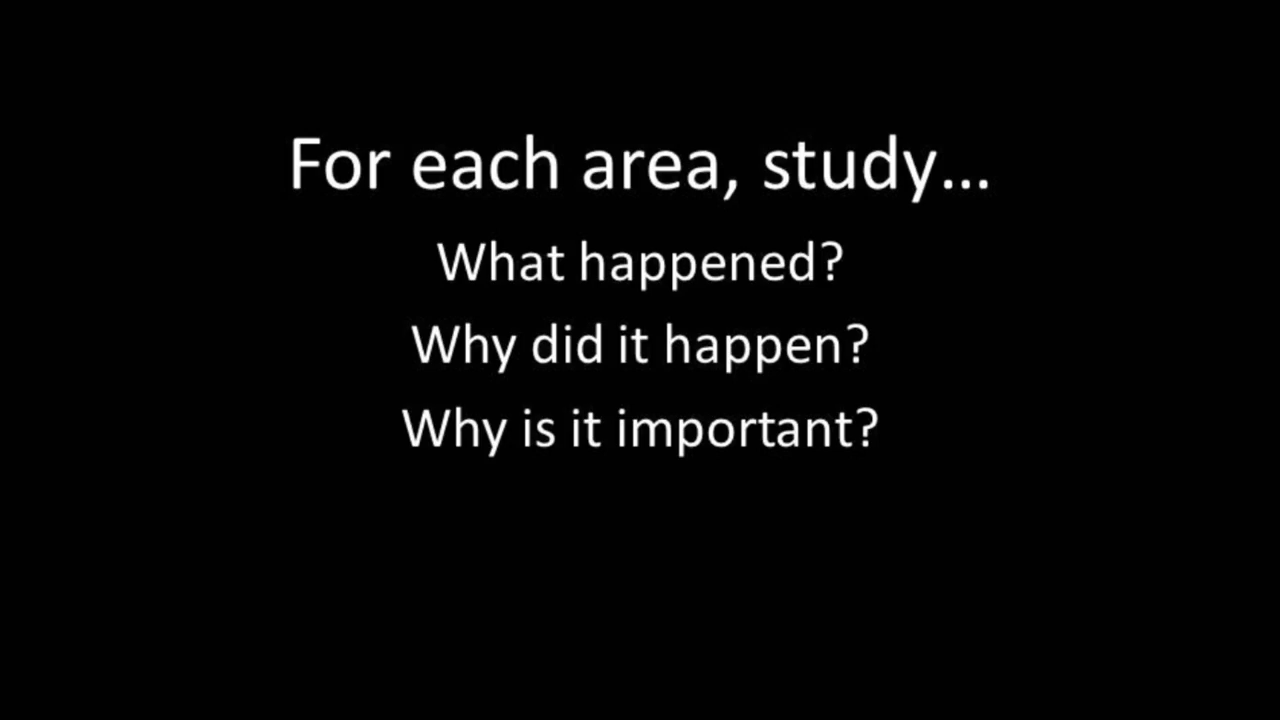 For each area, study...
What happened?
Why did it happen?
Why is it important?